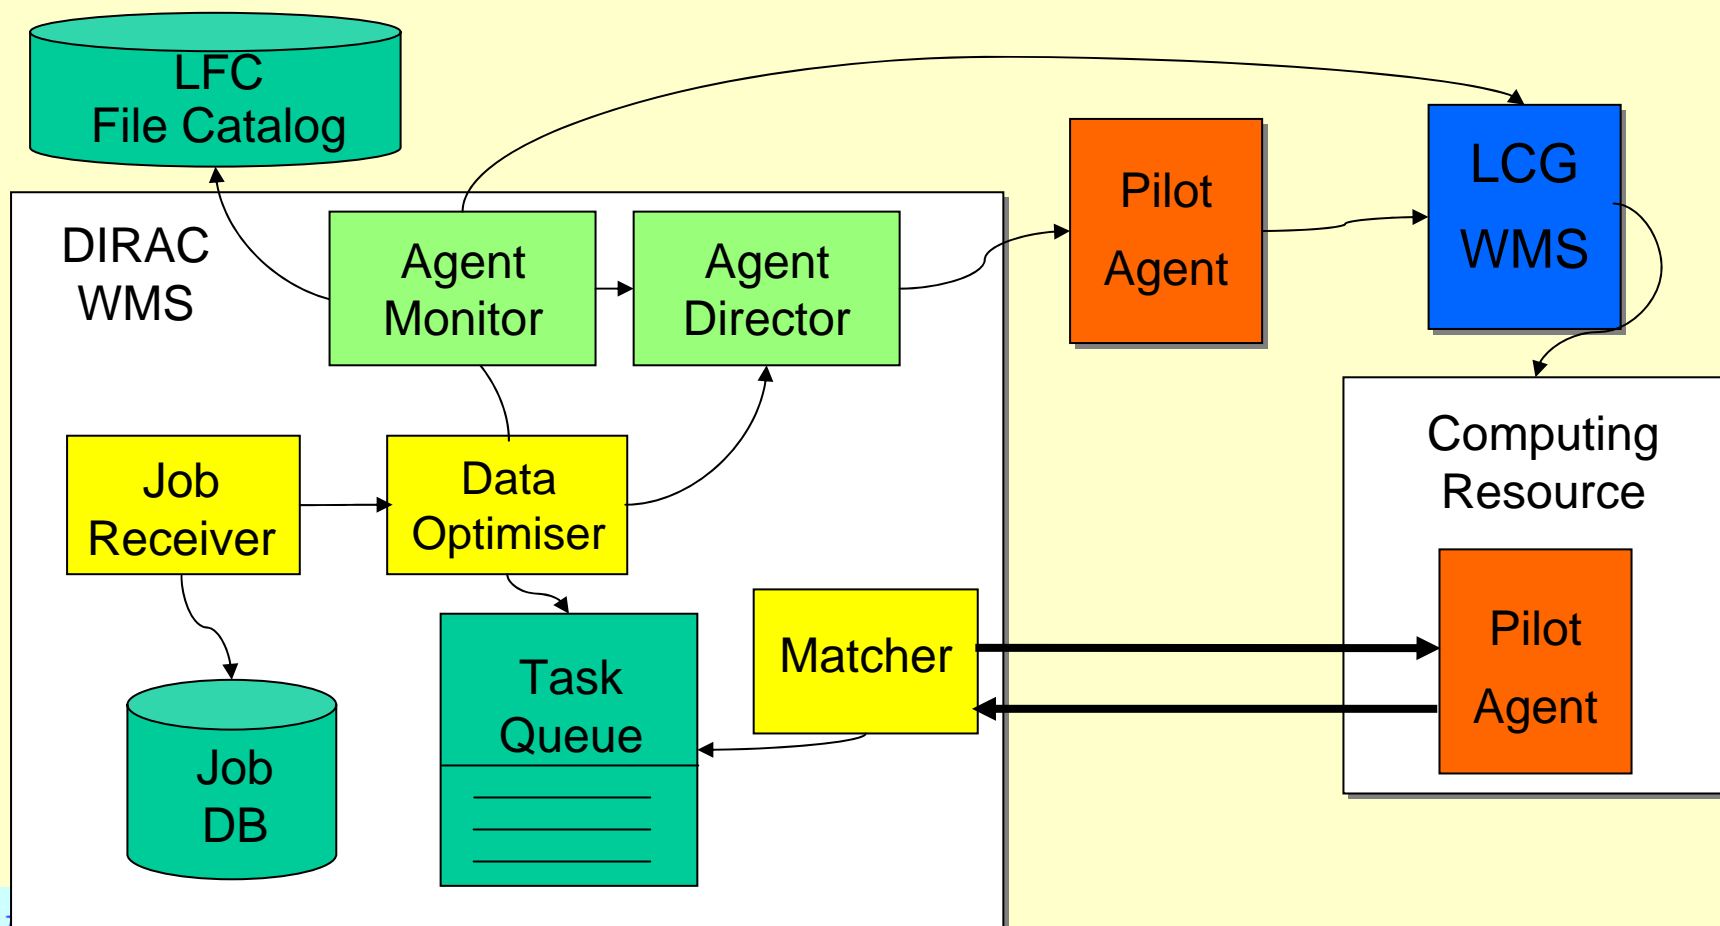 LFC
File Catalog
DIRAC
WMS
Agent
Monitor
Agent
Director
Pilot
Agent
LCG
WMS
Job
Receiver
Data
Optimiser
Computing
Resource
Matcher
Pilot
Agent
Task
Queue
Job
DB